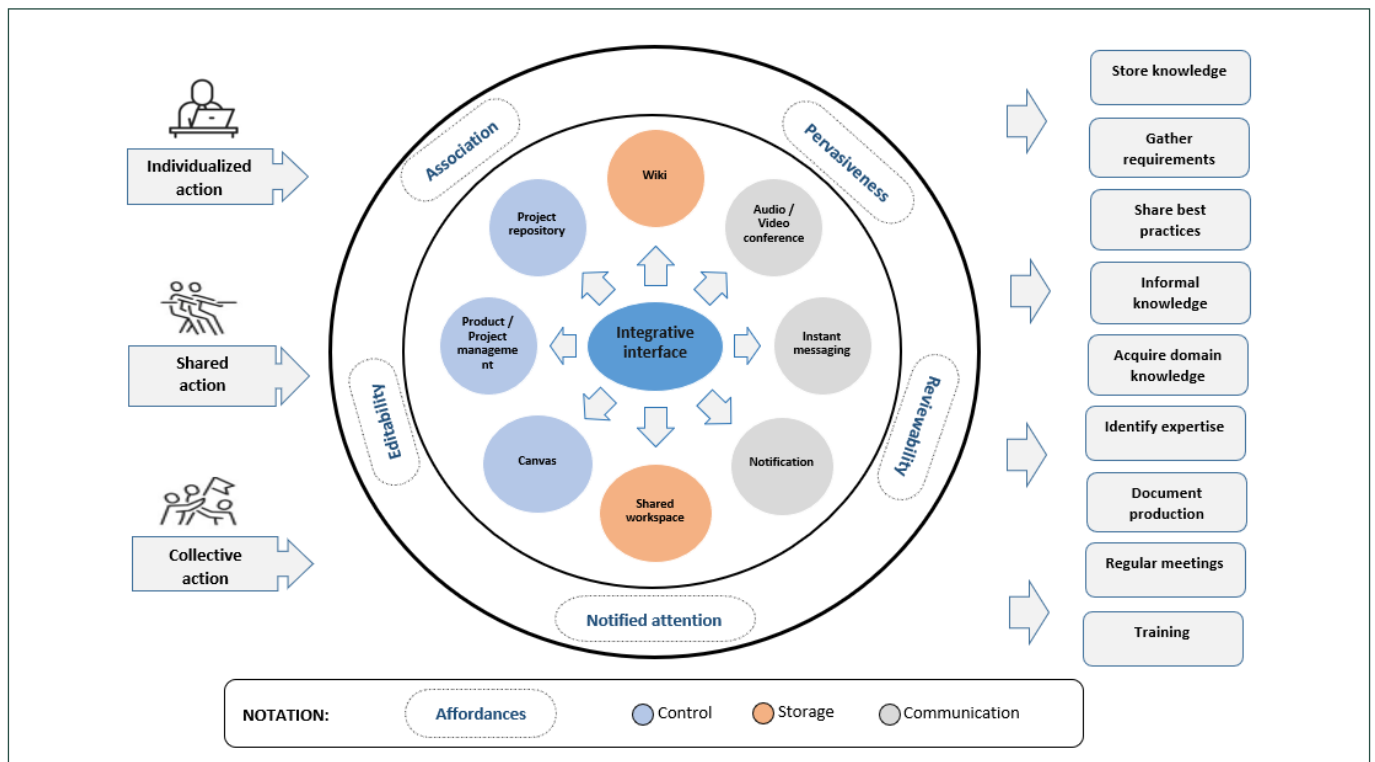 Individualized
action
Shared
action
Collective
action
Association
Pervasiveness
Editability
Reviewability
Notified attention
Wiki
Project
repository
Audio /
Video
conference
Product /
Project
manageme
nt
Integrative
interface
Instant
messaging
Canvas
Notification
Shared
workspace
Store knowledge
Gather
requirements
Share best
practices
Informal
knowledge
Acquire domain
knowledge
Identify expertise
Document
production
Regular meetings
Training
NOTATION:
Affordances
Control
Storage
Communication